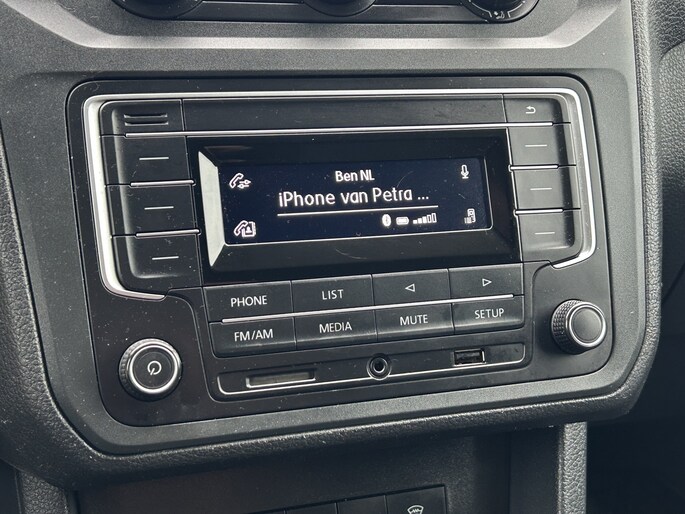 Ben NL
iPhone van Petra ...
PHONE
LIST
FM/AM
MEDIA
MUTE
SETUP